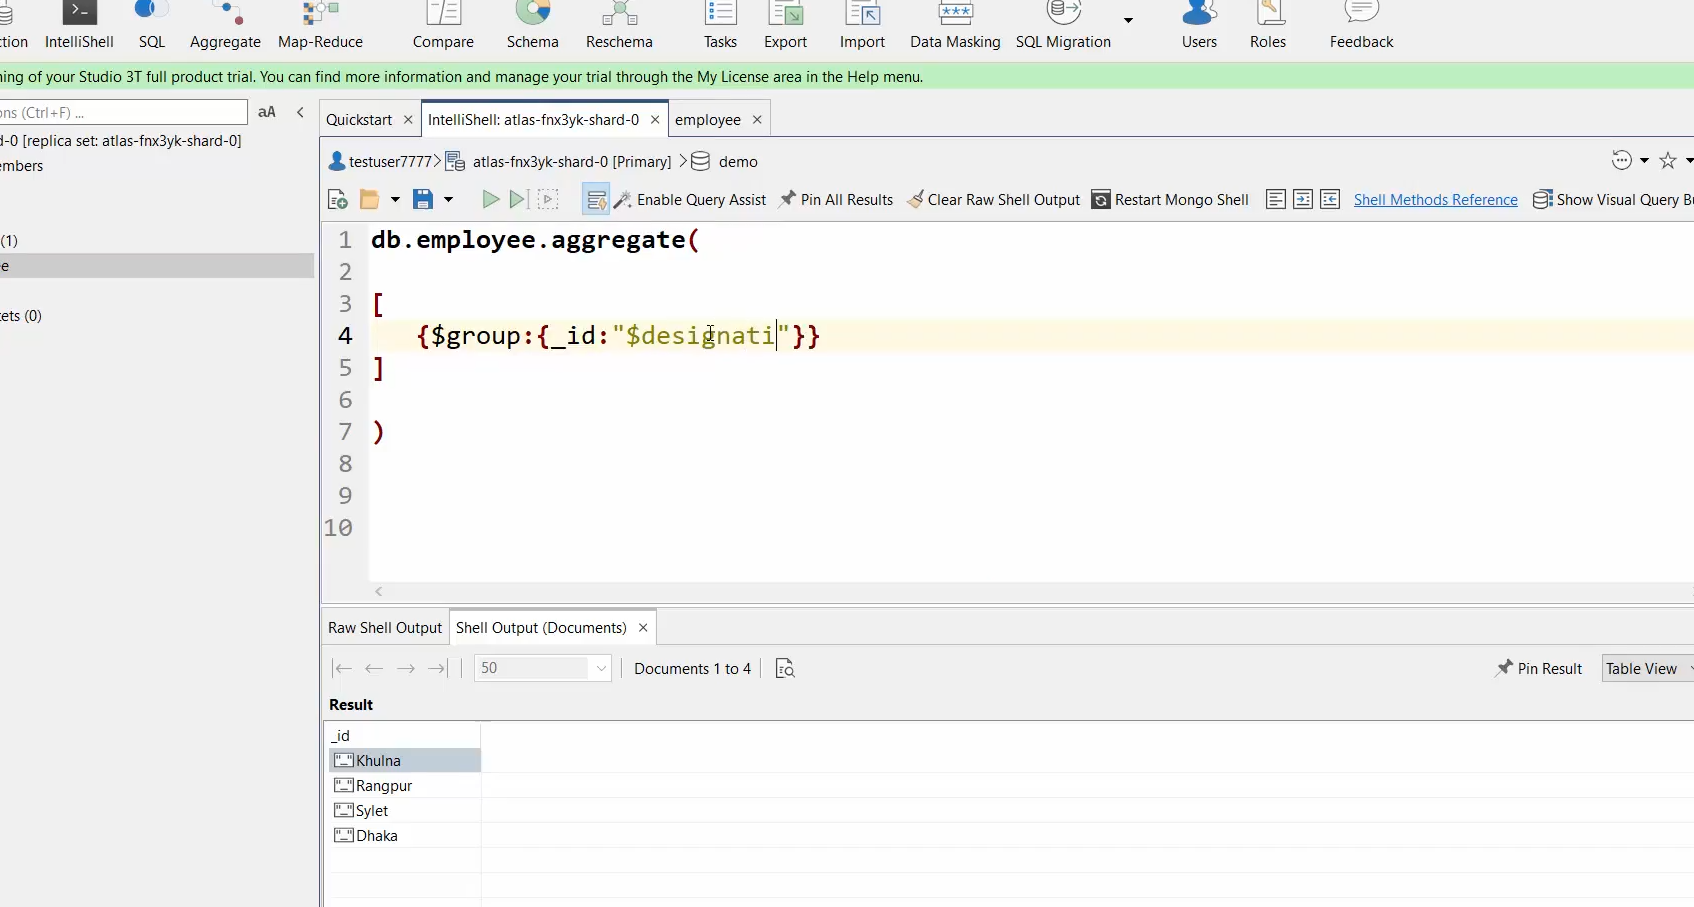 ction IntelliShell SQL Aggregate Map-Reduce Compare Schema Reschema Tasks Export Import Data Masking SQL Migration Users Roles Feedback
ning of your Studio 3T full product trial. You can find more information and manage your trial through the My License area in the Help menu.
ons (Ctrl+F) ... aA
Quickstart × IntelliShell: atlas-fnx3yk-shard-0 × employee ×
d-0 [replica set: atlas-fnx3yk-shard-0]
embers
(1)
e
ets (0)
testuser7777 > atlas-fnx3yk-shard-0 [Primary] > demo
Enable Query Assist Pin All Results Clear Raw Shell Output Restart Mongo Shell Shell Methods Reference Show Visual Query Bu
1 db.employee.aggregate(
2
3 [
4 {$group:{_id:"$designati"}}
5 ]
6
7 )
8
9
10
Raw Shell Output Shell Output (Documents) ×
50 Documents 1 to 4 Pin Result Table View
Result
_id
"_" Khulna
"_" Rangpur
"_" Sylet
"_" Dhaka